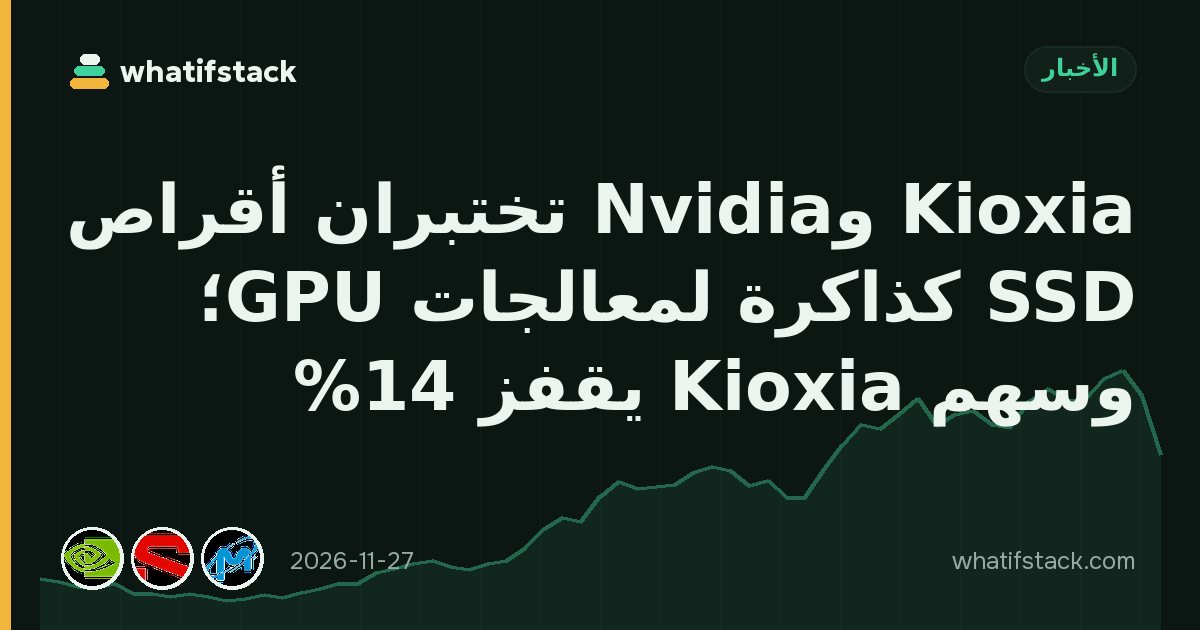 whatifstack
الأخبار
Kioxia وNvidia تختبران أقراص
SSD كذاكرة لمعالجات GPU؛
وسهم Kioxia يقفز 14%
2026-11-27
whatifstack.com